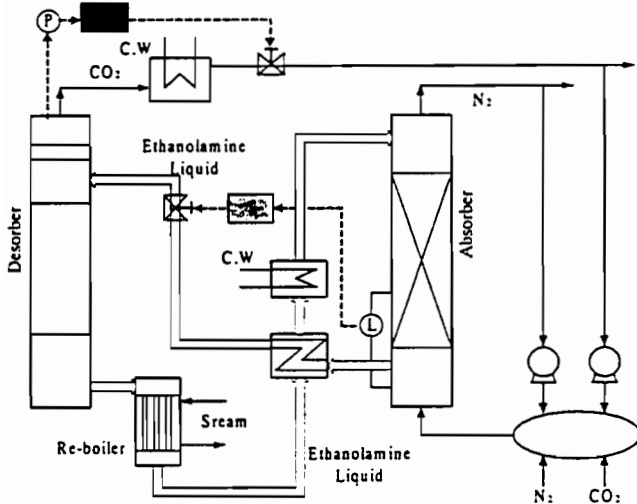 P
C.W
CO₂
N₂
Ethanolamine
Liquid
Desorber
Absorber
C.W
L
Sream
Re-boiler
Ethanolamine
Liquid
N₂
CO₂